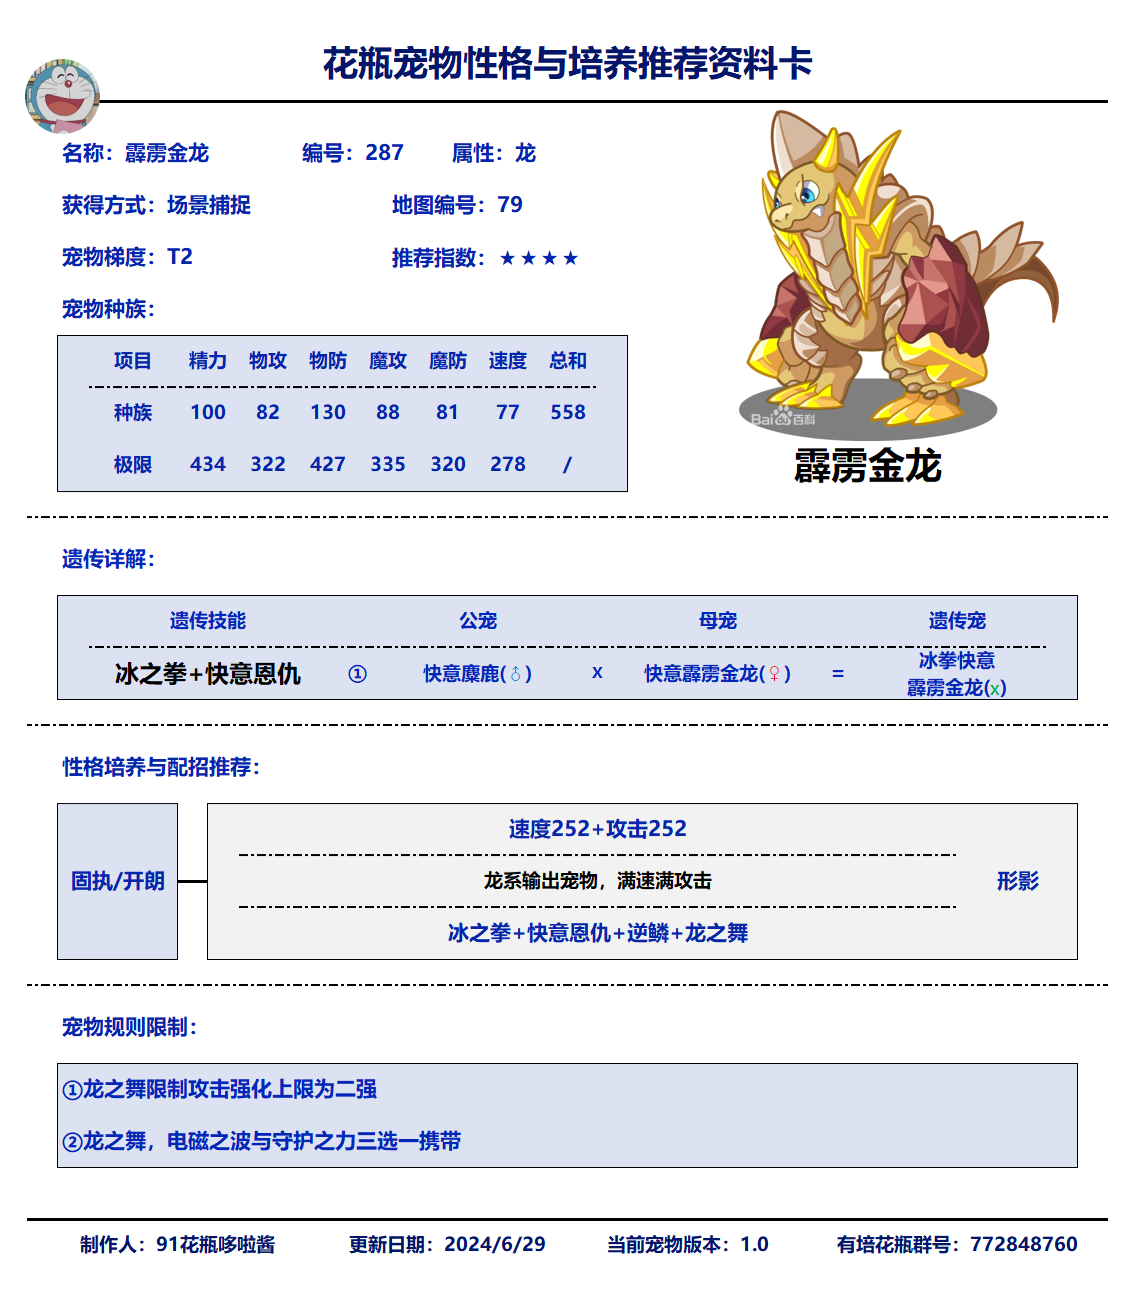 花瓶宠物性格与培养推荐资料卡
名称：霹雳金龙 编号：287 属性：龙
获得方式：场景捕捉 地图编号：79
宠物梯度：T2 推荐指数：★★★★
宠物种族：
项目 精力 物攻 物防 魔攻 魔防 速度 总和
种族 100 82 130 88 81 77 558
极限 434 322 427 335 320 278 /
Baidu百科
霹雳金龙
遗传详解：
遗传技能 公宠 母宠 遗传宠
冰之拳+快意恩仇 ① 快意麋鹿(♂) X 快意霹雳金龙(♀) = 冰拳快意
霹雳金龙(x)
性格培养与配招推荐：
固执/开朗
速度252+攻击252
龙系输出宠物，满速满攻击
冰之拳+快意恩仇+逆鳞+龙之舞
形影
宠物规则限制：
①龙之舞限制攻击强化上限为二强
②龙之舞，电磁之波与守护之力三选一携带
制作人：91花瓶哆啦酱 更新日期：2024/6/29 当前宠物版本：1.0 有培花瓶群号：772848760